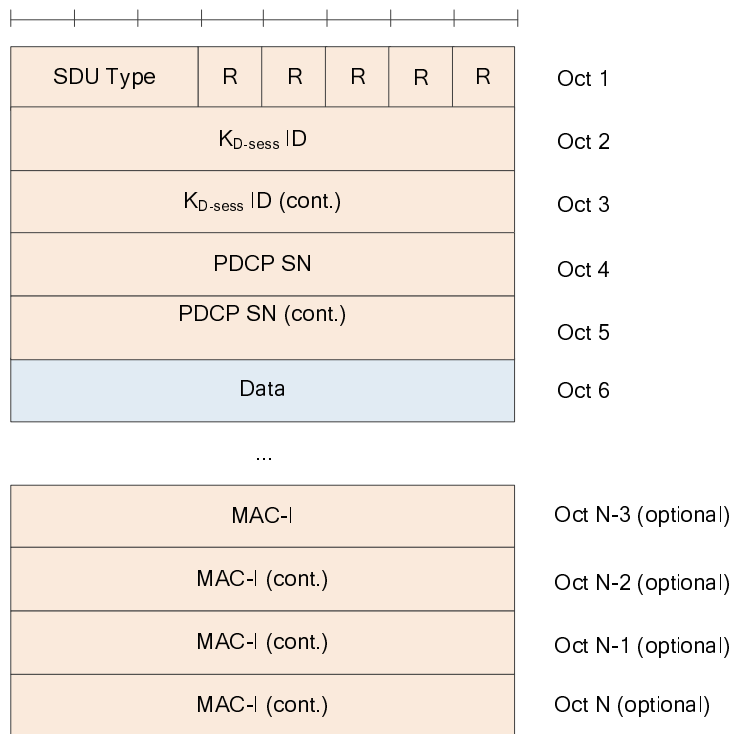 SDU Type R R R R R Oct 1
K_D-sess ID Oct 2
K_D-sess ID (cont.) Oct 3
PDCP SN Oct 4
PDCP SN (cont.) Oct 5
Data Oct 6
...
MAC-I Oct N-3 (optional)
MAC-I (cont.) Oct N-2 (optional)
MAC-I (cont.) Oct N-1 (optional)
MAC-I (cont.) Oct N (optional)